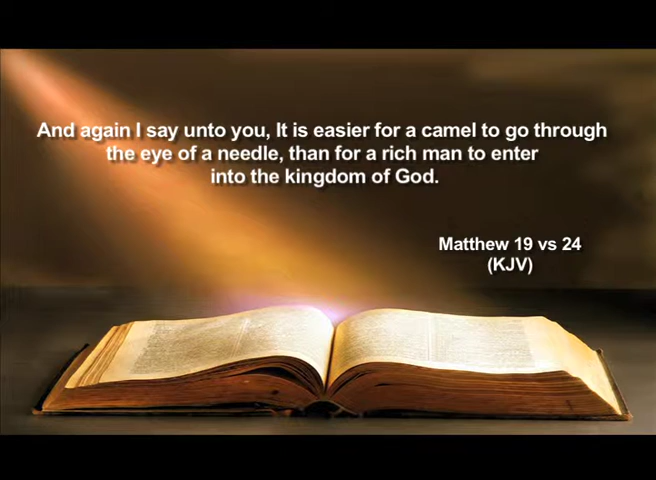 And again I say unto you, It is easier for a camel to go through
the eye of a needle, than for a rich man to enter
into the kingdom of God.
Matthew 19 vs 24
(KJV)